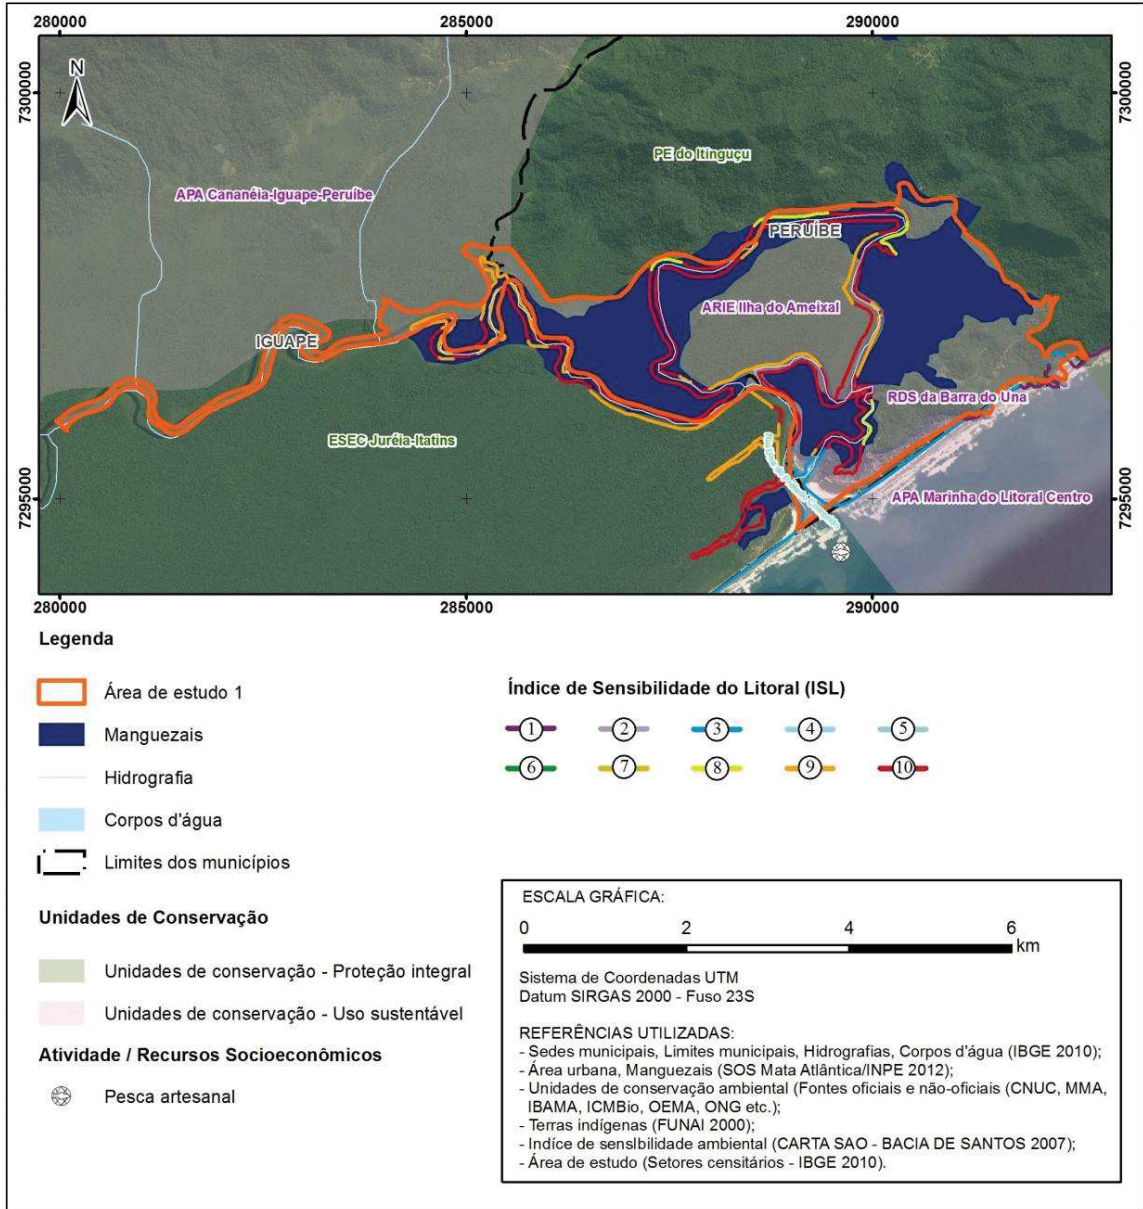 280000
285000
290000
7300000
7300000
N
PE do Itinguçu
APA Cananéia-Iguape-Peruíbe
PERUÍBE
ARIE Ilha do Ameixal
IGUAPE
RDS da Barra do Una
ESEC Juréia-Itatins
7295000
7295000
APA Marinha do Litoral Centro
280000
285000
290000
Legenda
Área de estudo 1
Manguezais
Hidrografia
Corpos d'água
Limites dos municípios
Unidades de Conservação
Unidades de conservação - Proteção integral
Unidades de conservação - Uso sustentável
Atividade / Recursos Socioeconômicos
Pesca artesanal
Índice de Sensibilidade do Litoral (ISL)
1 2 3 4 5
6 7 8 9 10
ESCALA GRÁFICA:
0 2 4 6
km
Sistema de Coordenadas UTM
Datum SIRGAS 2000 - Fuso 23S
REFERÊNCIAS UTILIZADAS:
- Sedes municipais, Limites municipais, Hidrografias, Corpos d'água (IBGE 2010);
- Área urbana, Manguezais (SOS Mata Atlântica/INPE 2012);
- Unidades de conservação ambiental (Fontes oficiais e não-oficiais (CNUC, MMA,
IBAMA, ICMBio, OEMA, ONG etc.);
- Terras indígenas (FUNAI 2000);
- Indíce de senslbilidade ambiental (CARTA SAO - BACIA DE SANTOS 2007);
- Área de estudo (Setores censitários - IBGE 2010).